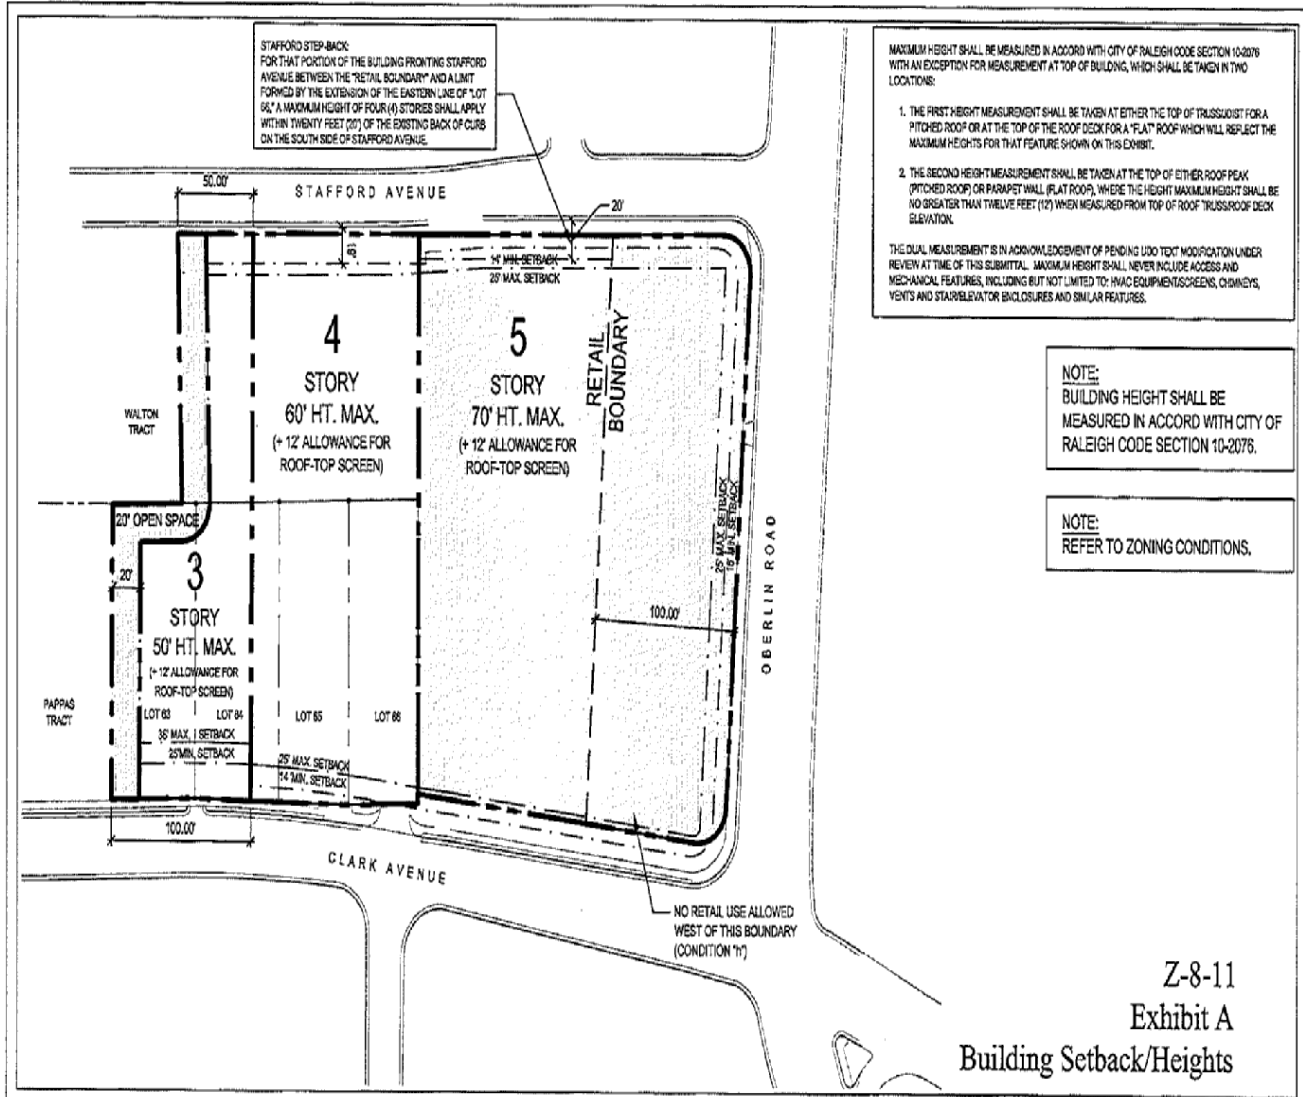 STAFFORD STEP-BACK:
FOR THAT PORTION OF THE BUILDING FRONTING STAFFORD
AVENUE BETWEEN THE "RETAIL BOUNDARY" AND A LIMIT
FORMED BY THE EXTENSION OF THE EASTERN LINE OF "LOT
66," A MAXIMUM HEIGHT OF FOUR (4) STORIES SHALL APPLY
WITHIN TWENTY FEET (20') OF THE EXISTING BACK OF CURB
ON THE SOUTH SIDE OF STAFFORD AVENUE.
MAXIMUM HEIGHT SHALL BE MEASURED IN ACCORD WITH CITY OF RALEIGH CODE SECTION 10-2076
WITH AN EXCEPTION FOR MEASUREMENT AT TOP OF BUILDING, WHICH SHALL BE TAKEN IN TWO
LOCATIONS:
1. THE FIRST HEIGHT MEASUREMENT SHALL BE TAKEN AT EITHER THE TOP OF TRUSS/JOIST FOR A
PITCHED ROOF OR AT THE TOP OF THE ROOF DECK FOR A "FLAT" ROOF WHICH WILL REFLECT THE
MAXIMUM HEIGHTS FOR THAT FEATURE SHOWN ON THIS EXHIBIT.
2. THE SECOND HEIGHT MEASUREMENT SHALL BE TAKEN AT THE TOP OF EITHER ROOF PEAK
(PITCHED ROOF) OR PARAPET WALL (FLAT ROOF), WHERE THE HEIGHT MAXIMUM HEIGHT SHALL BE
NO GREATER THAN TWELVE FEET (12') WHEN MEASURED FROM TOP OF ROOF TRUSS/ROOF DECK
ELEVATION.
THE DUAL MEASUREMENT IS IN ACKNOWLEDGEMENT OF PENDING UDO TEXT MODIFICATION UNDER
REVIEW AT TIME OF THIS SUBMITTAL. MAXIMUM HEIGHT SHALL NEVER INCLUDE ACCESS AND
MECHANICAL FEATURES, INCLUDING BUT NOT LIMITED TO: HVAC EQUIPMENT/SCREENS, CHIMNEYS,
VENTS AND STAIR/ELEVATOR ENCLOSURES AND SIMILAR FEATURES.
NOTE:
BUILDING HEIGHT SHALL BE
MEASURED IN ACCORD WITH CITY OF
RALEIGH CODE SECTION 10-2076.
NOTE:
REFER TO ZONING CONDITIONS.
50.00'
STAFFORD AVENUE
20'
18'
14' MIN. SETBACK
25' MAX. SETBACK
4
STORY
60' HT. MAX.
(+ 12' ALLOWANCE FOR
ROOF-TOP SCREEN)
5
STORY
70' HT. MAX.
(+ 12' ALLOWANCE FOR
ROOF-TOP SCREEN)
RETAIL
BOUNDARY
WALTON
TRACT
20' OPEN SPACE
20'
3
STORY
50' HT. MAX.
(+ 12' ALLOWANCE FOR
ROOF-TOP SCREEN)
25' MAX. SETBACK
MIN. SETBACK
OBERLIN ROAD
100.00'
PAPPAS
TRACT
LOT 63
LOT 64
LOT 65
LOT 66
MAX. SETBACK
25' MIN. SETBACK
25' MAX. SETBACK
14' MIN. SETBACK
100.00'
CLARK AVENUE
NO RETAIL USE ALLOWED
WEST OF THIS BOUNDARY
(CONDITION "h")
Z-8-11
Exhibit A
Building Setback/Heights